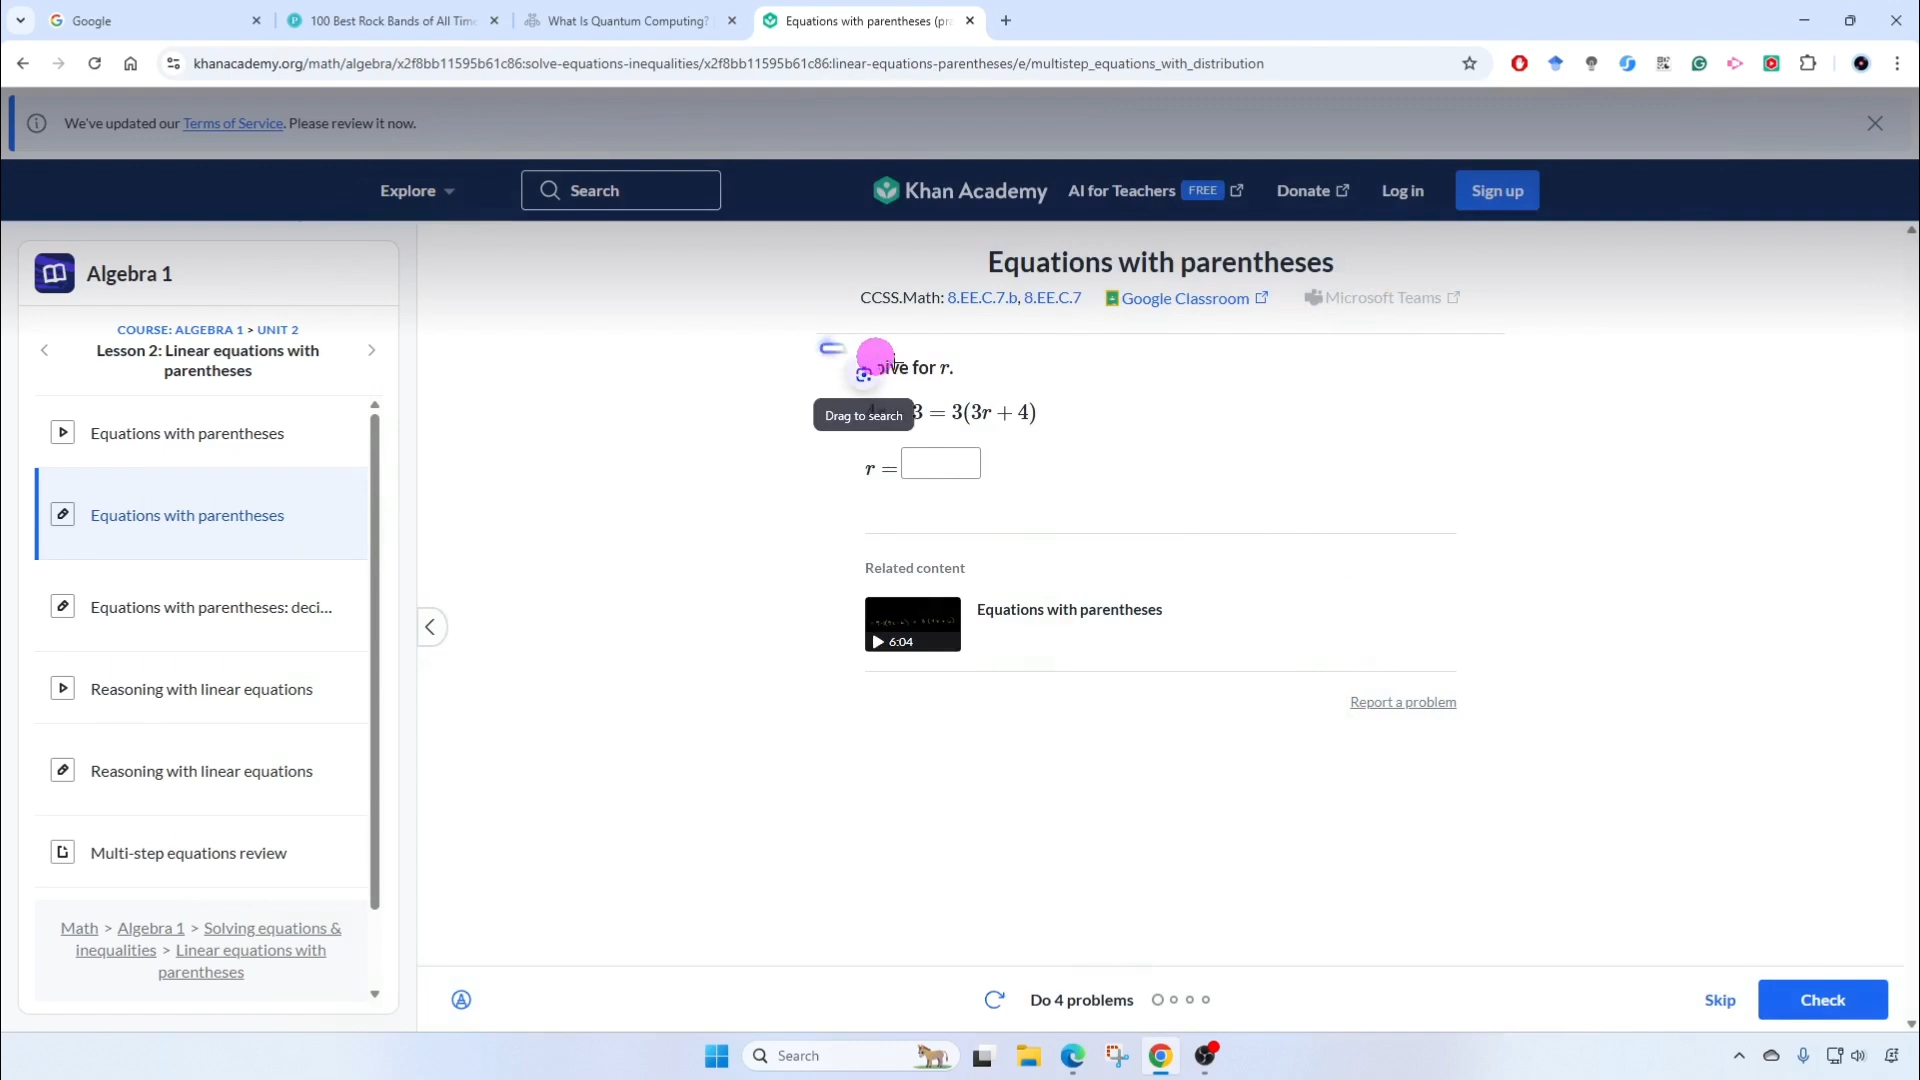 Google
100 Best Rock Bands of All Time
What Is Quantum Computing?
Equations with parentheses (pr
khanacademy.org/math/algebra/x2f8bb11595b61c86:solve-equations-inequalities/x2f8bb11595b61c86:linear-equations-parentheses/e/multistep_equations_with_distribution
We've updated our Terms of Service. Please review it now.
Explore
Search
Khan Academy
AI for Teachers FREE
Donate
Log in
Sign up
Algebra 1
COURSE: ALGEBRA 1 > UNIT 2
Lesson 2: Linear equations with
parentheses
Equations with parentheses
Equations with parentheses
Equations with parentheses: deci...
Reasoning with linear equations
Reasoning with linear equations
Multi-step equations review
Math > Algebra 1 > Solving equations &
inequalities > Linear equations with
parentheses
Equations with parentheses
CCSS.Math: 8.EE.C.7.b, 8.EE.C.7
Google Classroom
Microsoft Teams
for r.
Drag to search
3 = 3(3r + 4)
r =
Related content
6:04
Equations with parentheses
Report a problem
Do 4 problems
Skip
Check
Search